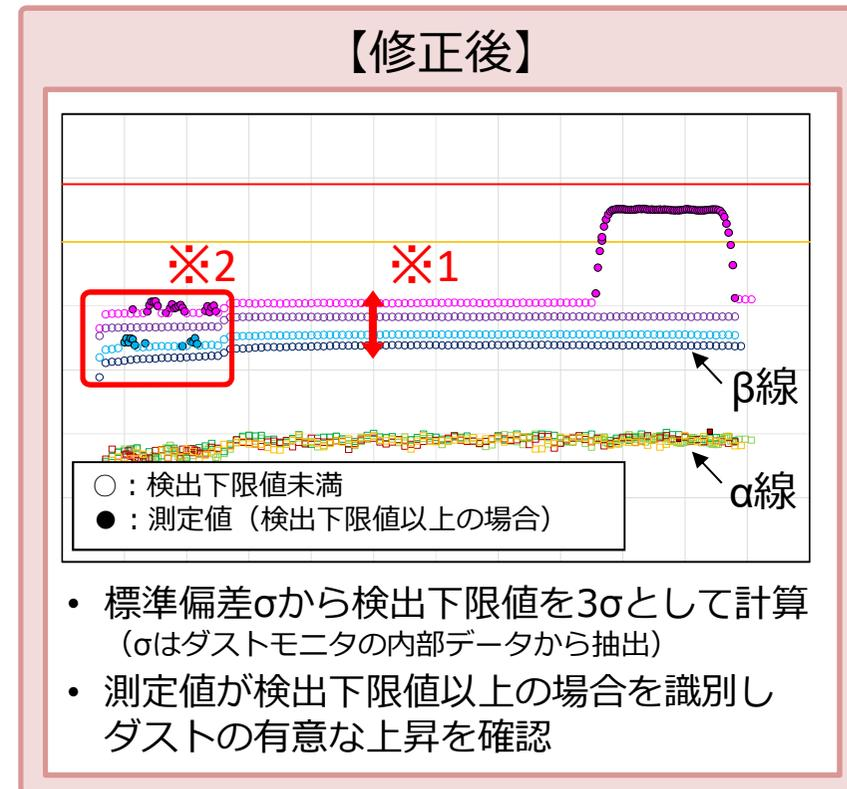 【修正後】
※2
※1
β線
α線
○：検出下限値未満
●：測定値（検出下限値以上の場合）
• 標準偏差σから検出下限値を3σとして計算
（σはダストモニタの内部データから抽出）
• 測定値が検出下限値以上の場合を識別し
ダストの有意な上昇を確認